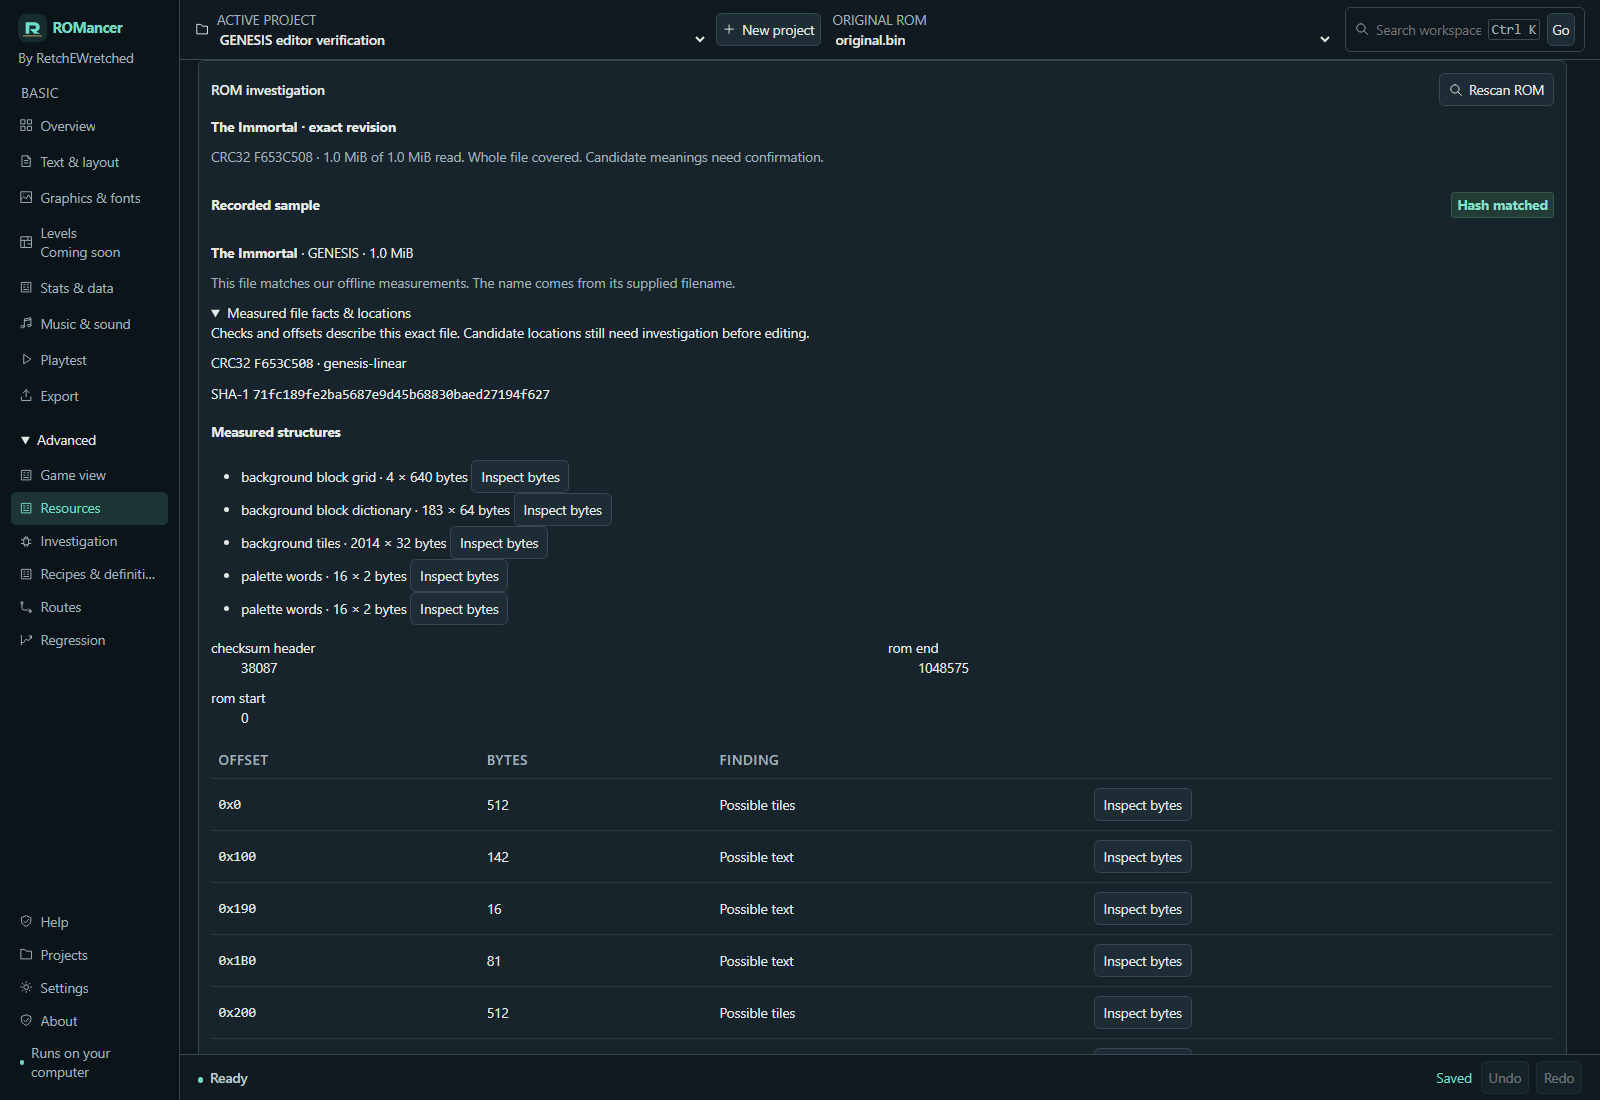 ROMancer
By RetchEWretched
BASIC
Overview
Text & layout
Graphics & fonts
Levels
Coming soon
Stats & data
Music & sound
Playtest
Export
Advanced
Game view
Resources
Investigation
Recipes & definiti...
Routes
Regression
Help
Projects
Settings
About
Runs on your
computer
ACTIVE PROJECT
GENESIS editor verification
+ New project
ORIGINAL ROM
original.bin
Search workspace Ctrl K Go
ROM investigation
Rescan ROM
The Immortal · exact revision
CRC32 F653C508 · 1.0 MiB of 1.0 MiB read. Whole file covered. Candidate meanings need confirmation.
Recorded sample
Hash matched
The Immortal · GENESIS · 1.0 MiB
This file matches our offline measurements. The name comes from its supplied filename.
Measured file facts & locations
Checks and offsets describe this exact file. Candidate locations still need investigation before editing.
CRC32 F653C508 · genesis-linear
SHA-1 71fc189fe2ba5687e9d45b68830baed27194f627
Measured structures
• background block grid · 4 × 640 bytes Inspect bytes
• background block dictionary · 183 × 64 bytes Inspect bytes
• background tiles · 2014 × 32 bytes Inspect bytes
• palette words · 16 × 2 bytes Inspect bytes
• palette words · 16 × 2 bytes Inspect bytes
checksum header
38087
rom end
1048575
rom start
0
OFFSET BYTES FINDING
0x0 512 Possible tiles Inspect bytes
0x100 142 Possible text Inspect bytes
0x190 16 Possible text Inspect bytes
0x1B0 81 Possible text Inspect bytes
0x200 512 Possible tiles Inspect bytes
Ready
Saved Undo Redo